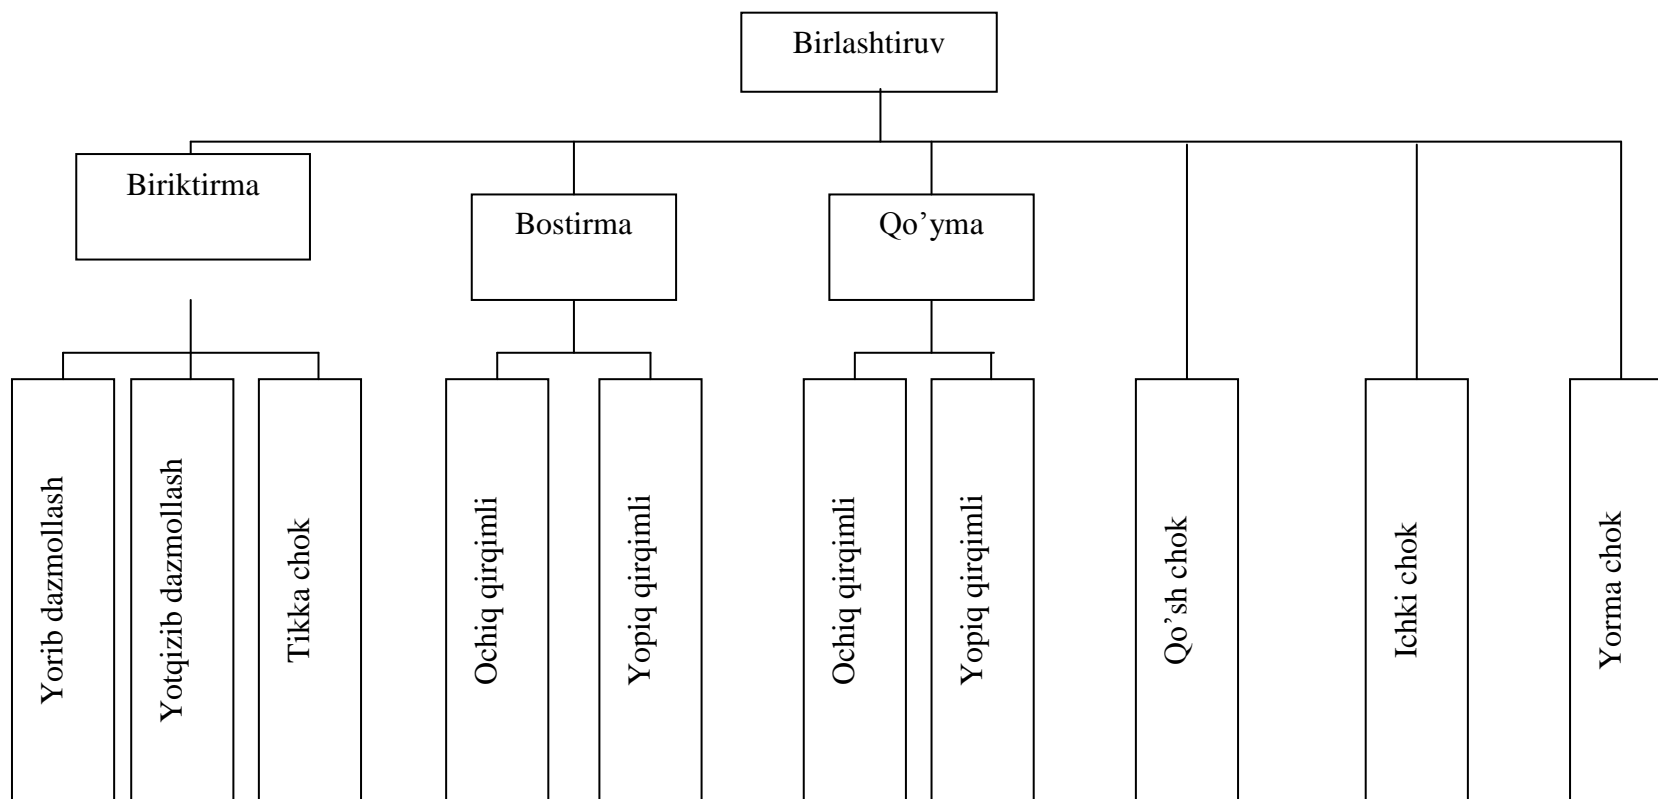 Birlashtiruv
Biriktirma
Bostirma
Qo’yma
Yorib dazmollash
Yotqizib dazmollash
Tikka chok
Ochiq qirqimli
Yopiq qirqimli
Ochiq qirqimli
Yopiq qirqimli
Qo’sh chok
Ichki chok
Yorma chok